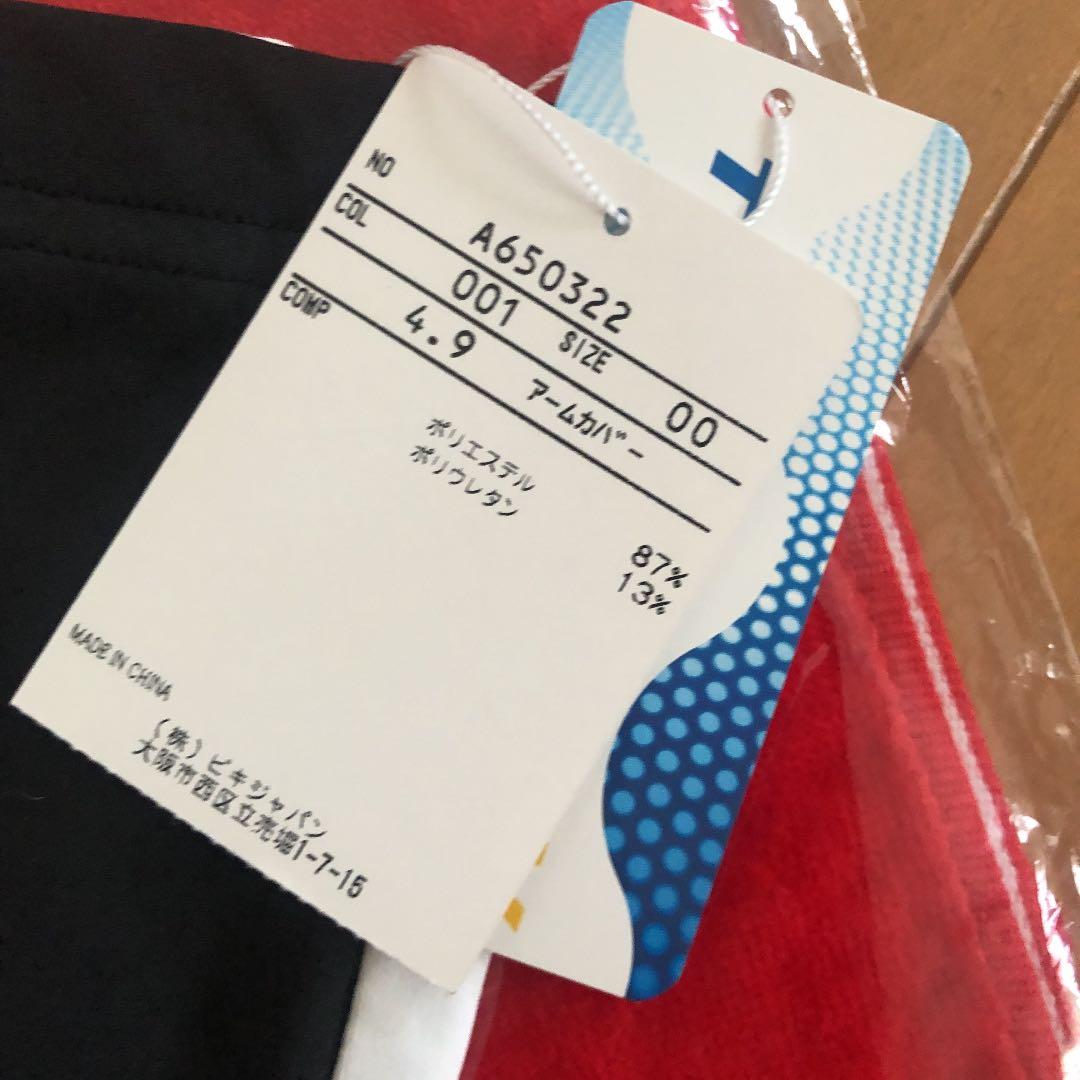 NO A650322
COL 001 SIZE 00
4.9 アームカバー
COMP
ポリエステル 87%
ポリウレタン 13%
MADE IN CHINA
(株)ピキジャパン
大阪市西区立売堀1-7-15